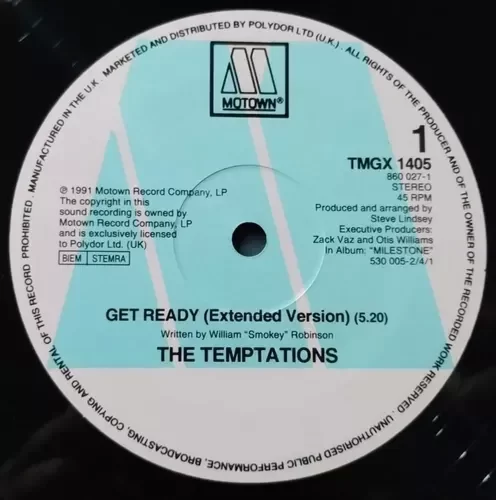 MANUFACTURED IN THE U.K. · MARKETED AND DISTRIBUTED BY POLYDOR LTD (U.K.) · ALL RIGHTS OF THE PRODUCER AND OF THE OWNER OF THE RECORDED WORK RESERVED · UNAUTHORISED PUBLIC PERFORMANCE, BROADCASTING, COPYING AND RENTAL OF THIS RECORD PROHIBITED ·
MOTOWN®
1
TMGX 1405
860 027-1
STEREO
45 RPM
Produced and arranged by
Steve Lindsey
Executive Producers:
Zack Vaz and Otis Williams
In Album: "MILESTONE"
530 005-2/4/1
℗ 1991 Motown Record Company, LP
The copyright in this
sound recording is owned by
Motown Record Company, LP
and is exclusively licensed
to Polydor Ltd. (UK)
BIEM STEMRA
GET READY (Extended Version) (5.20)
Written by William "Smokey" Robinson
THE TEMPTATIONS